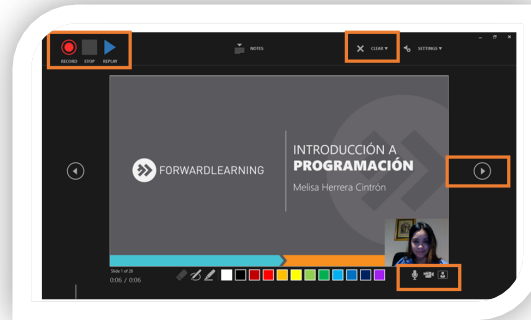 RECORD STOP REPLAY
NOTES
CLEAR
SETTINGS
FORWARDLEARNING
INTRODUCCIÓN A
PROGRAMACIÓN
Melisa Herrera Cintrón
Slide 1 of 28
0:06 / 0:06